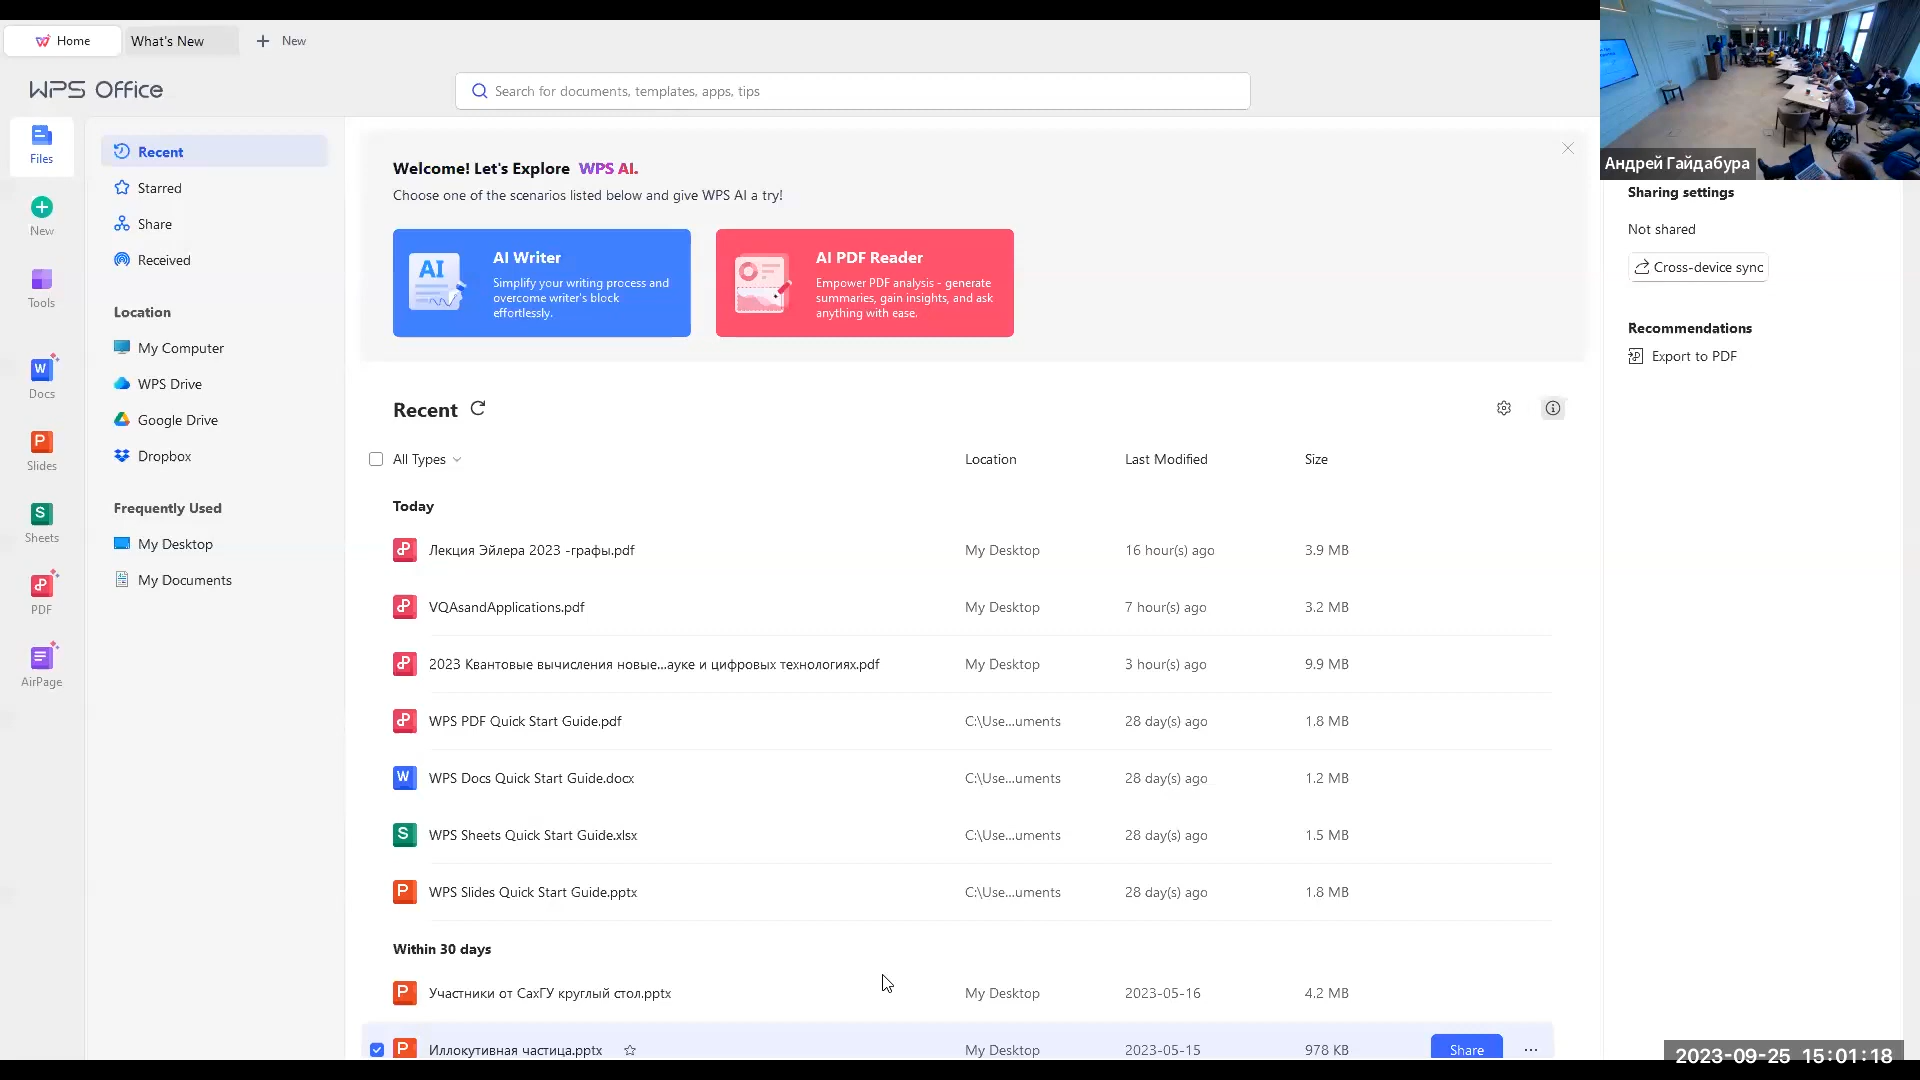 Home
What's New
New
WPS Office
Search for documents, templates, apps, tips
Андрей Гайдабура
Files
New
Tools
Docs
Slides
Sheets
PDF
AirPage
Recent
Starred
Share
Received
Location
My Computer
WPS Drive
Google Drive
Dropbox
Frequently Used
My Desktop
My Documents
Welcome! Let's Explore WPS AI.
Choose one of the scenarios listed below and give WPS AI a try!
AI
AI Writer
Simplify your writing process and
overcome writer's block
effortlessly.
AI PDF Reader
Empower PDF analysis - generate
summaries, gain insights, and ask
anything with ease.
Recent
All Types Location Last Modified Size
Today
Лекция Эйлера 2023 -графы.pdf My Desktop 16 hour(s) ago 3.9 MB
VQAsandApplications.pdf My Desktop 7 hour(s) ago 3.2 MB
2023 Квантовые вычисления новые...ауке и цифровых технологиях.pdf My Desktop 3 hour(s) ago 9.9 MB
WPS PDF Quick Start Guide.pdf C:\Use...uments 28 day(s) ago 1.8 MB
WPS Docs Quick Start Guide.docx C:\Use...uments 28 day(s) ago 1.2 MB
WPS Sheets Quick Start Guide.xlsx C:\Use...uments 28 day(s) ago 1.5 MB
WPS Slides Quick Start Guide.pptx C:\Use...uments 28 day(s) ago 1.8 MB
Within 30 days
Участники от СахГУ круглый стол.pptx My Desktop 2023-05-16 4.2 MB
Иллокутивная частица.pptx My Desktop 2023-05-15 978 KB Share ...
Sharing settings
Not shared
Cross-device sync
Recommendations
Export to PDF
2023-09-25 15:01:18